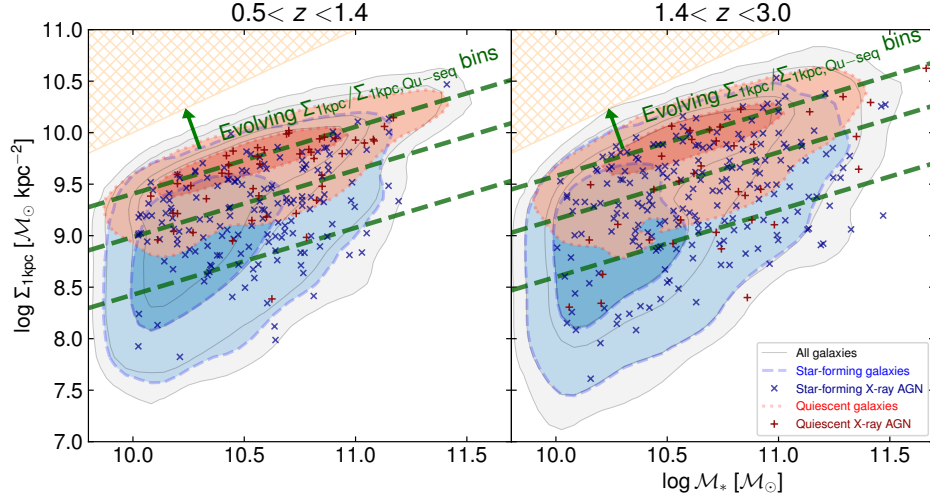 0.5< z <1.4
1.4< z <3.0
11.0
10.5
10.0
9.5
9.0
8.5
8.0
7.5
7.0
log Σ1kpc [M⊙ kpc−2]
Evolving Σ1kpc/Σ1kpc,Qu−seq bins
Evolving Σ1kpc/Σ1kpc,Qu−seq bins
All galaxies
Star-forming galaxies
Star-forming X-ray AGN
Quiescent galaxies
Quiescent X-ray AGN
10.0 10.5 11.0 11.5
10.0 10.5 11.0 11.5
log M* [M⊙]